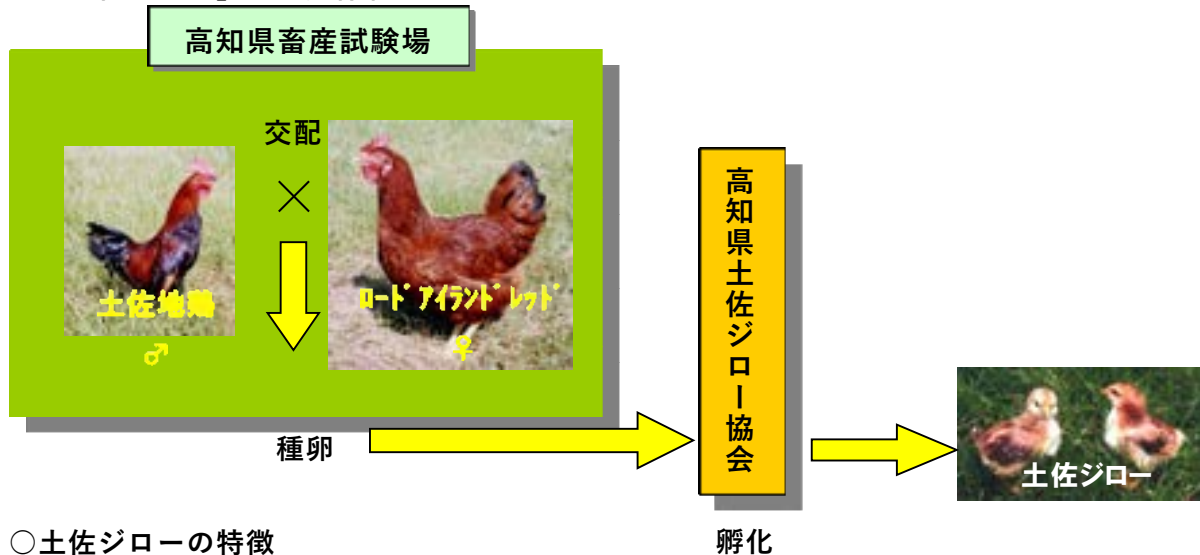 高知県畜産試験場
交配
×
土佐地鶏
♂
ロード アイランド レッド
♀
種卵
高知県土佐ジロー協会
孵化
土佐ジロー
○土佐ジローの特徴